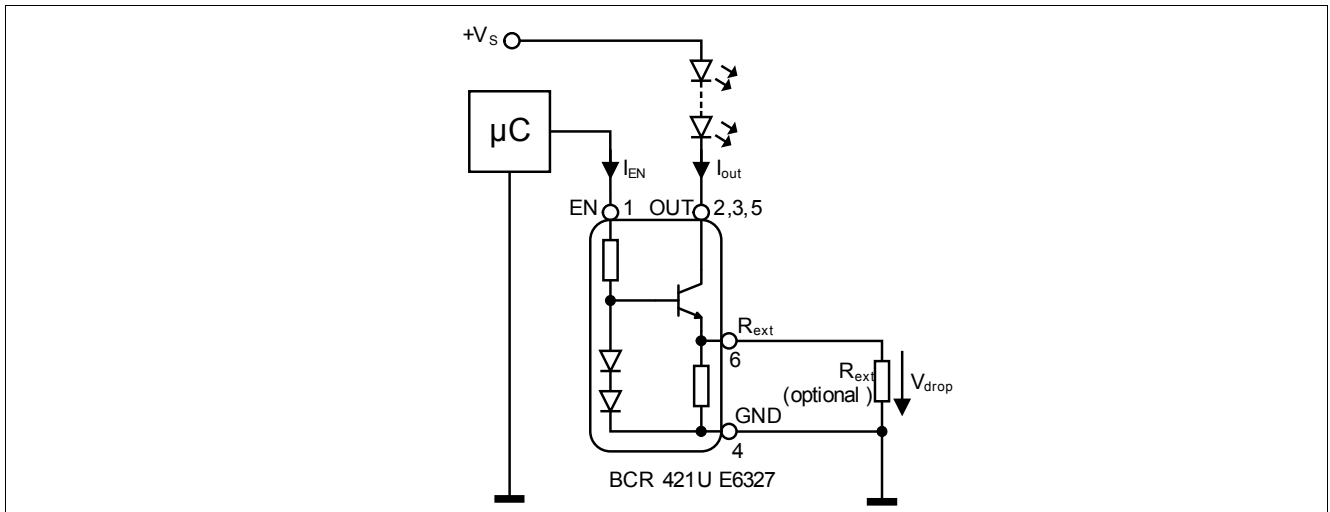 +VS
µC
IEN
Iout
EN 1 OUT 2,3,5
Rext
6
Rext
(optional)
Vdrop
GND
4
BCR 421U E6327